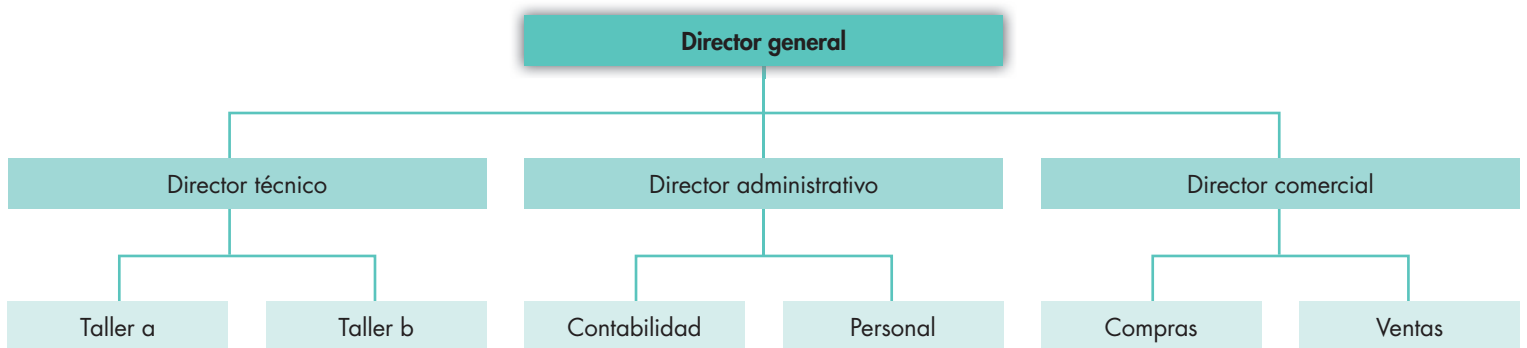 Director general
Director técnico
Director administrativo
Director comercial
Taller a
Taller b
Contabilidad
Personal
Compras
Ventas